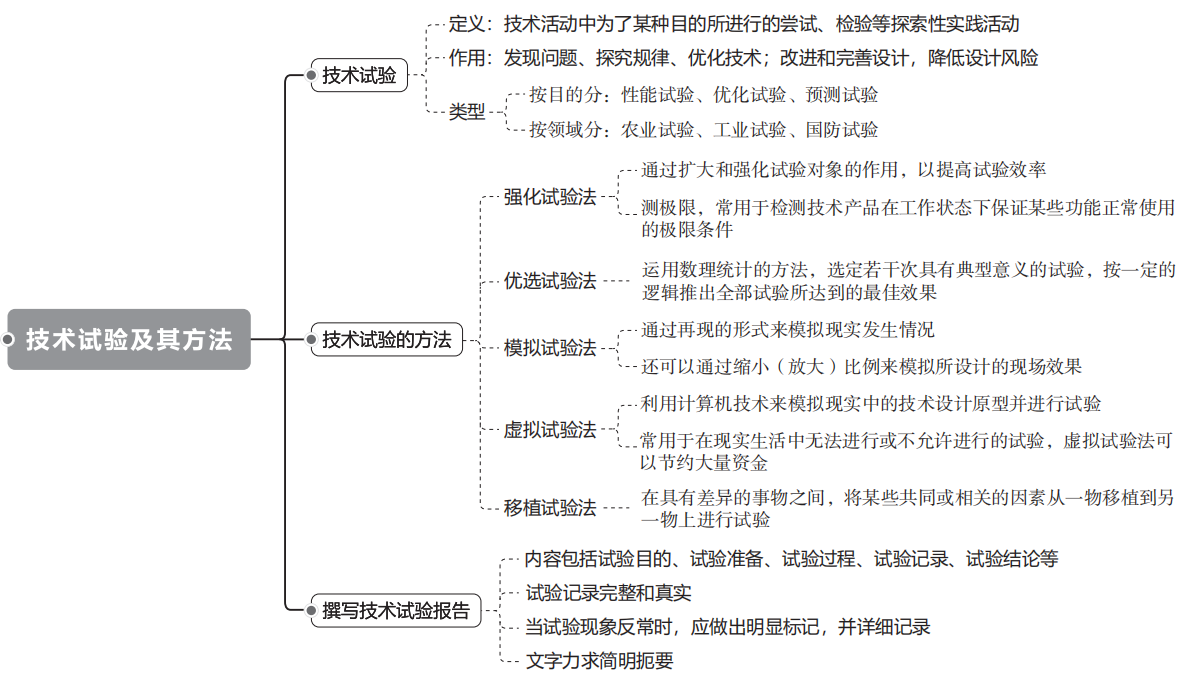 技术试验及其方法
技术试验
定义：技术活动中为了某种目的所进行的尝试、检验等探索性实践活动
作用：发现问题、探究规律、优化技术；改进和完善设计，降低设计风险
类型
按目的分：性能试验、优化试验、预测试验
按领域分：农业试验、工业试验、国防试验
技术试验的方法
强化试验法
通过扩大和强化试验对象的作用，以提高试验效率
测极限，常用于检测技术产品在工作状态下保证某些功能正常使用
的极限条件
优选试验法
运用数理统计的方法，选定若干次具有典型意义的试验，按一定的
逻辑推出全部试验所达到的最佳效果
模拟试验法
通过再现的形式来模拟现实发生情况
还可以通过缩小（放大）比例来模拟所设计的现场效果
虚拟试验法
利用计算机技术来模拟现实中的技术设计原型并进行试验
常用于在现实生活中无法进行或不允许进行的试验，虚拟试验法可
以节约大量资金
移植试验法
在具有差异的事物之间，将某些共同或相关的因素从一物移植到另
一物上进行试验
撰写技术试验报告
内容包括试验目的、试验准备、试验过程、试验记录、试验结论等
试验记录完整和真实
当试验现象反常时，应做出明显标记，并详细记录
文字力求简明扼要